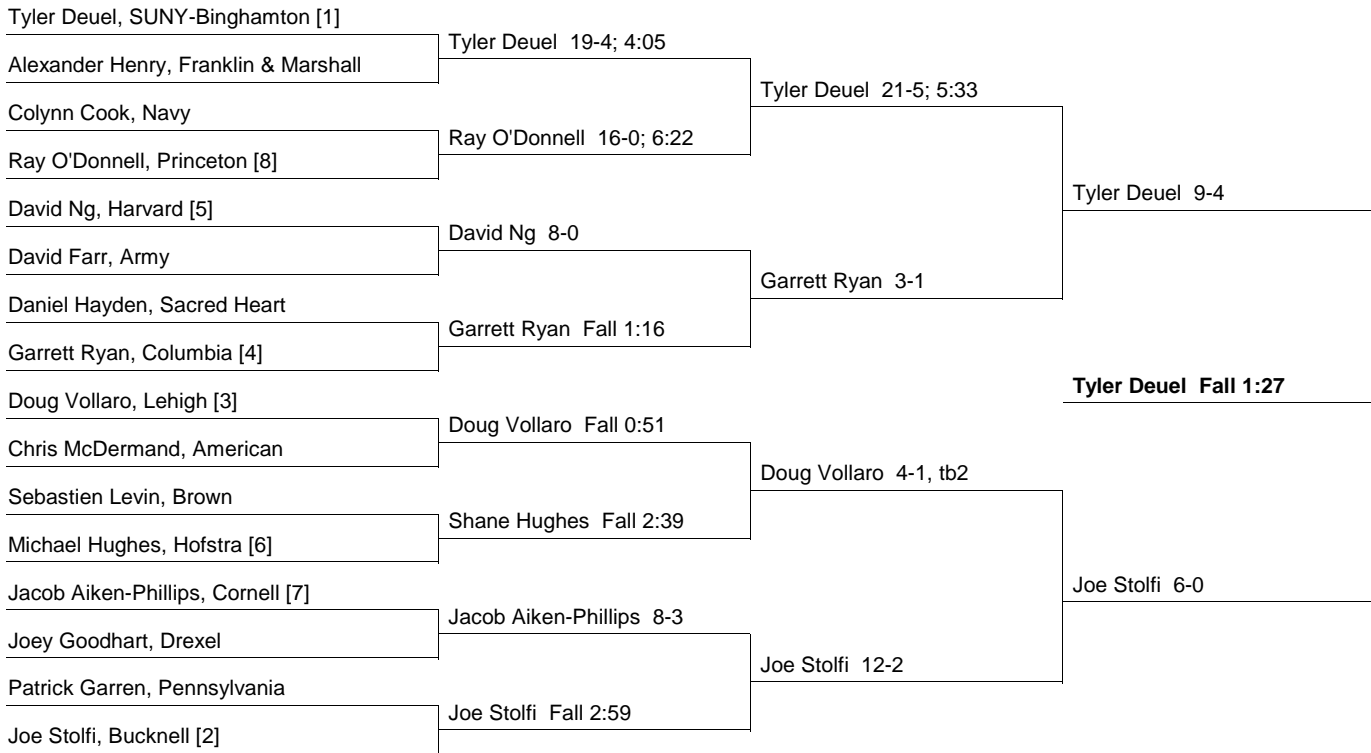 Tyler Deuel, SUNY-Binghamton [1]
Tyler Deuel 19-4; 4:05
Alexander Henry, Franklin & Marshall
Tyler Deuel 21-5; 5:33
Colynn Cook, Navy
Ray O'Donnell 16-0; 6:22
Ray O'Donnell, Princeton [8]
Tyler Deuel 9-4
David Ng, Harvard [5]
David Ng 8-0
David Farr, Army
Garrett Ryan 3-1
Daniel Hayden, Sacred Heart
Garrett Ryan Fall 1:16
Garrett Ryan, Columbia [4]
Tyler Deuel Fall 1:27
Doug Vollaro, Lehigh [3]
Doug Vollaro Fall 0:51
Chris McDermand, American
Doug Vollaro 4-1, tb2
Sebastien Levin, Brown
Shane Hughes Fall 2:39
Michael Hughes, Hofstra [6]
Joe Stolfi 6-0
Jacob Aiken-Phillips, Cornell [7]
Jacob Aiken-Phillips 8-3
Joey Goodhart, Drexel
Joe Stolfi 12-2
Patrick Garren, Pennsylvania
Joe Stolfi Fall 2:59
Joe Stolfi, Bucknell [2]